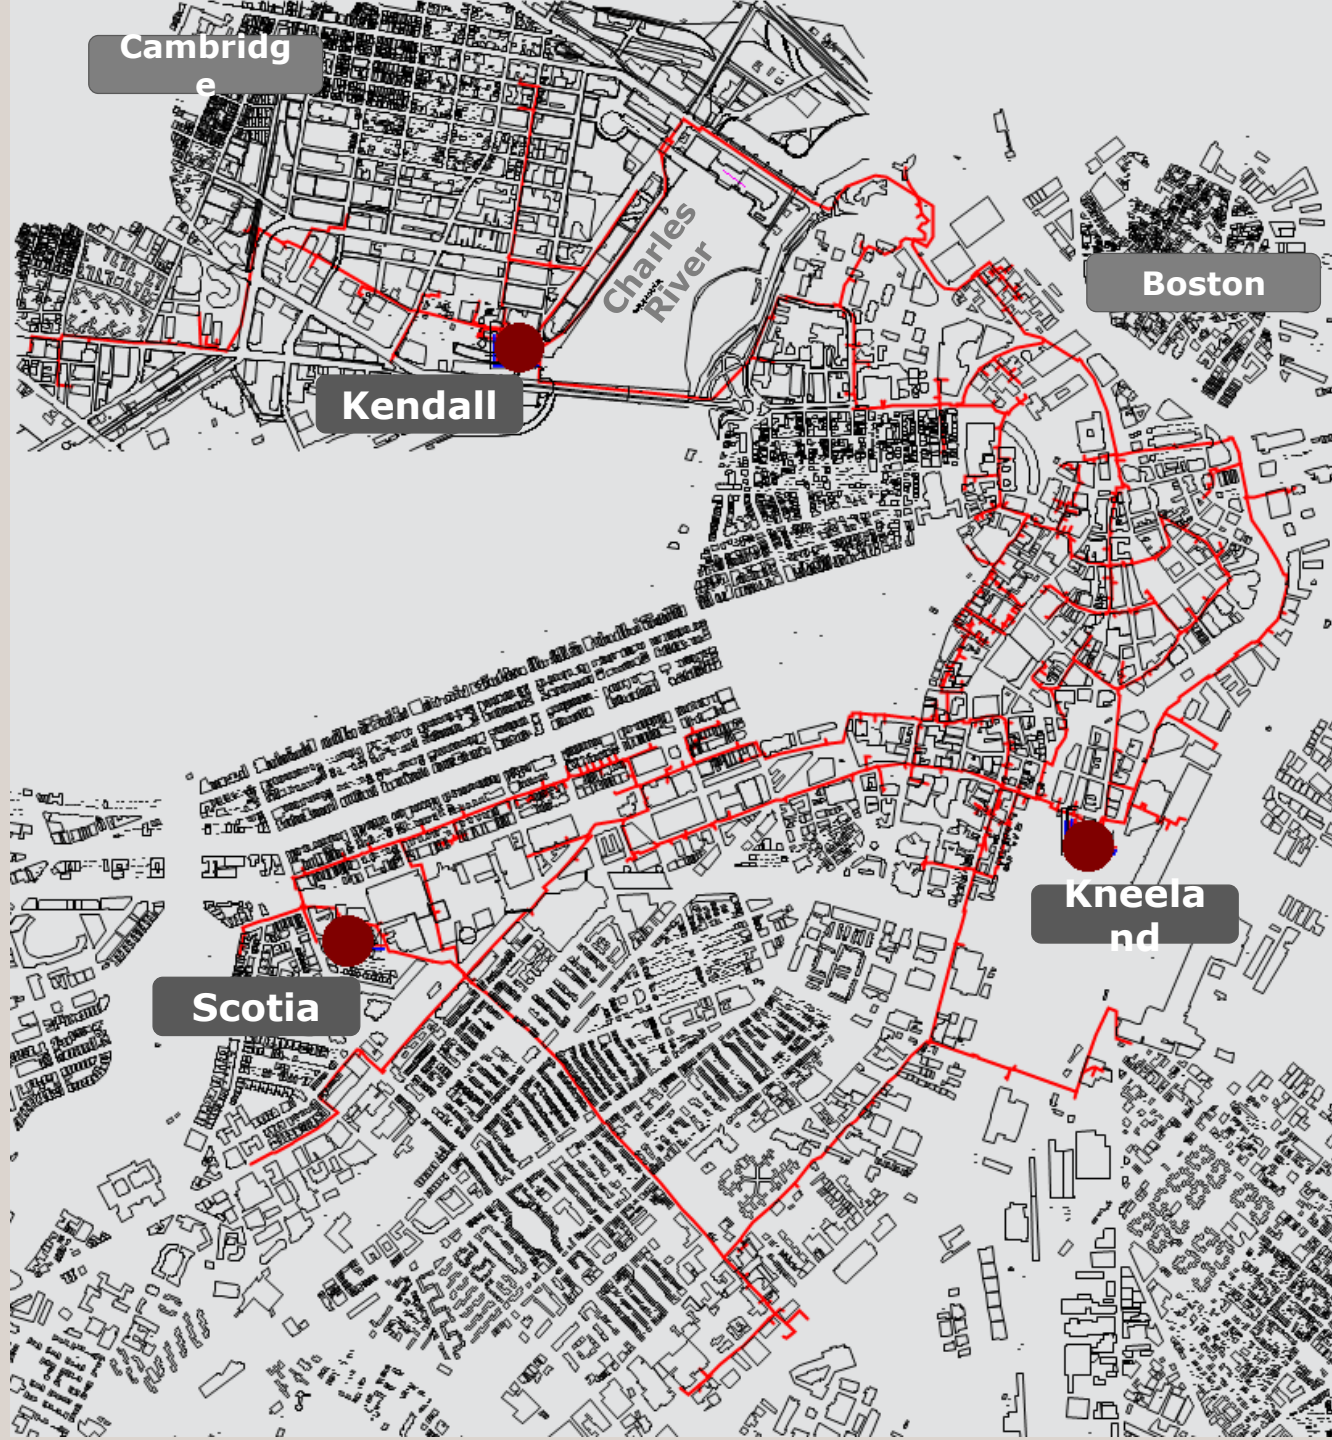 Cambridg
e
Charles
River
Boston
Kendall
Kneela
nd
Scotia